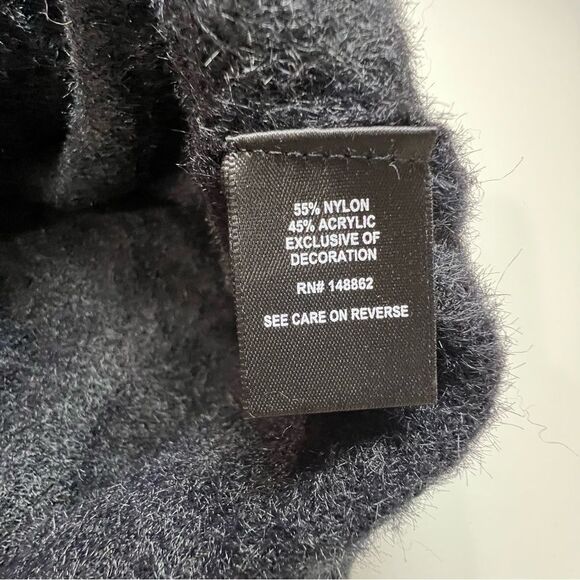 55% NYLON
45% ACRYLIC
EXCLUSIVE OF
DECORATION
RN# 148862
SEE CARE ON REVERSE